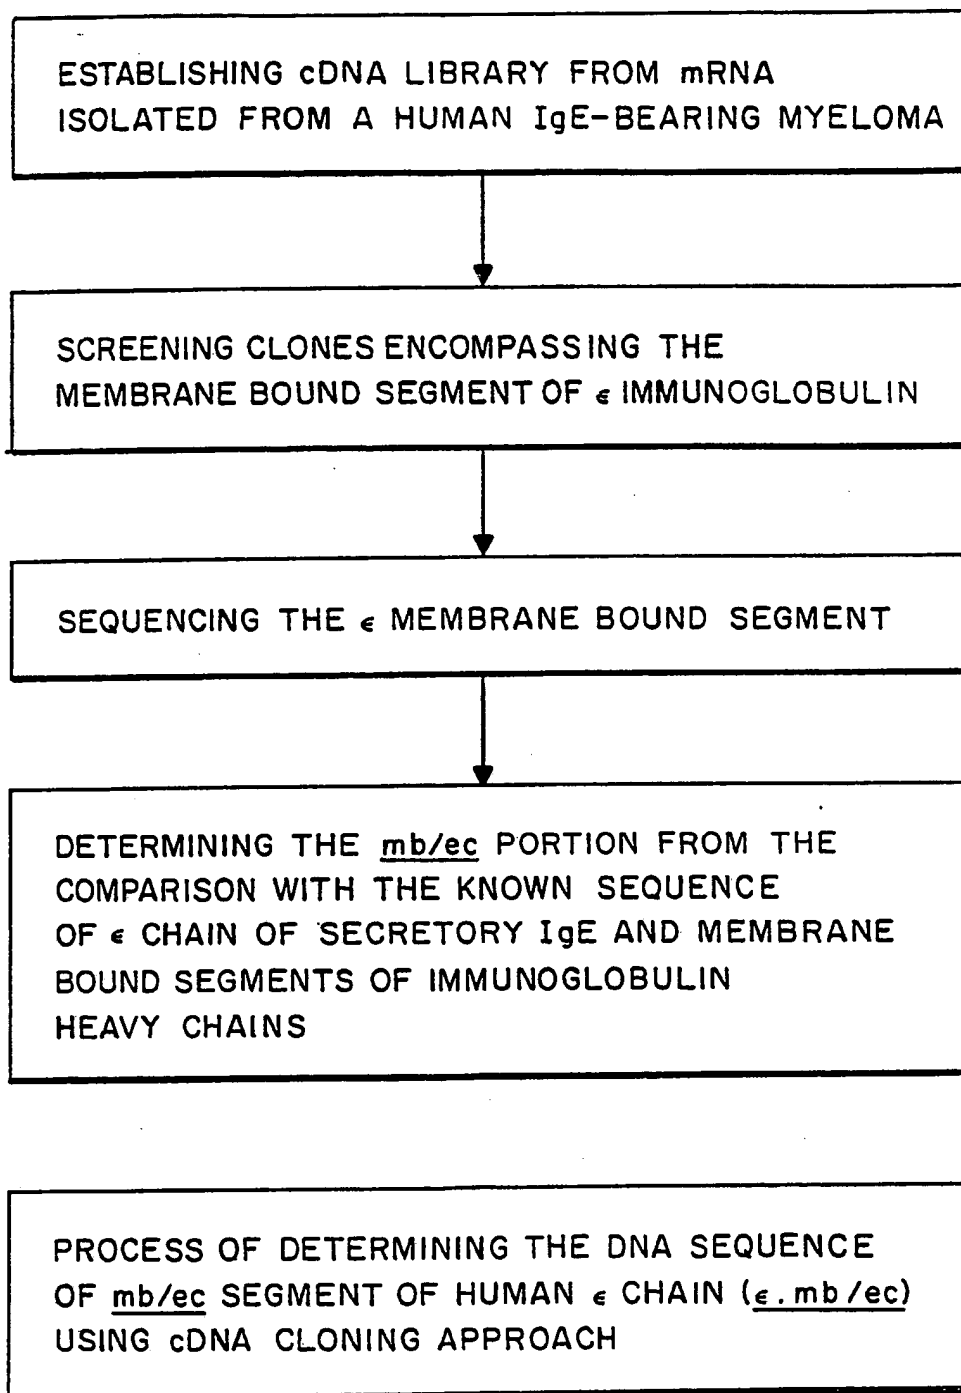 ESTABLISHING cDNA LIBRARY FROM mRNA
ISOLATED FROM A HUMAN IgE-BEARING MYELOMA
SCREENING CLONES ENCOMPASSING THE
MEMBRANE BOUND SEGMENT OF ϵ IMMUNOGLOBULIN
SEQUENCING THE ϵ MEMBRANE BOUND SEGMENT
DETERMINING THE mb/ec PORTION FROM THE
COMPARISON WITH THE KNOWN SEQUENCE
OF ϵ CHAIN OF SECRETORY IgE AND MEMBRANE
BOUND SEGMENTS OF IMMUNOGLOBULIN
HEAVY CHAINS
PROCESS OF DETERMINING THE DNA SEQUENCE
OF mb/ec SEGMENT OF HUMAN ϵ CHAIN (ϵ.mb/ec)
USING cDNA CLONING APPROACH